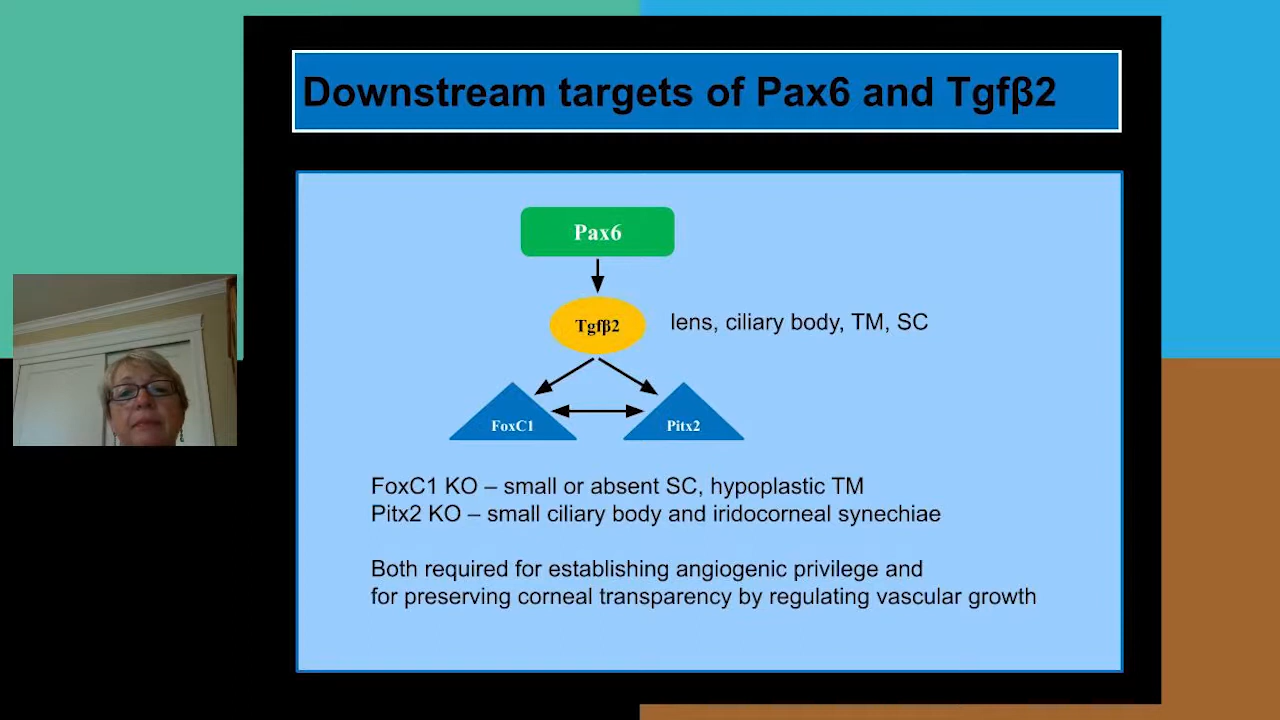 Downstream targets of Pax6 and Tgfβ2
Pax6
Tgfβ2
lens, ciliary body, TM, SC
FoxC1
Pitx2
FoxC1 KO – small or absent SC, hypoplastic TM
Pitx2 KO – small ciliary body and iridocorneal synechiae
Both required for establishing angiogenic privilege and
for preserving corneal transparency by regulating vascular growth